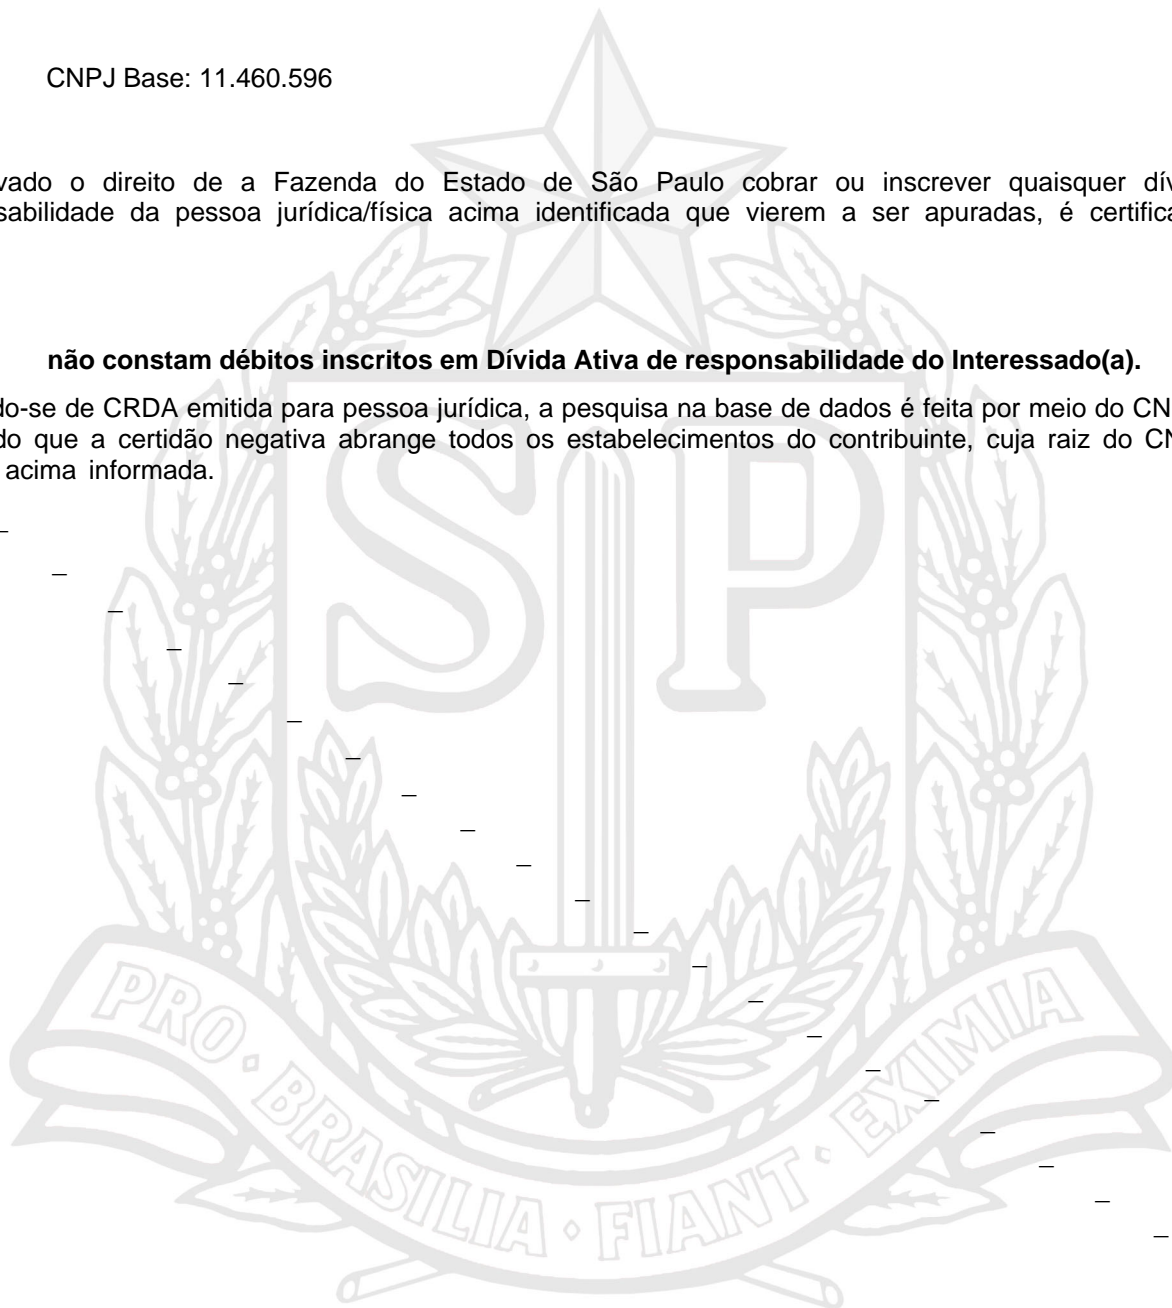 CNPJ Base: 11.460.596
vado o direito de a Fazenda do Estado de São Paulo cobrar ou inscrever quaisquer dív
sabilidade da pessoa jurídica/física acima identificada que vierem a ser apuradas, é certifica
não constam débitos inscritos em Dívida Ativa de responsabilidade do Interessado(a).
do-se de CRDA emitida para pessoa jurídica, a pesquisa na base de dados é feita por meio do CN
do que a certidão negativa abrange todos os estabelecimentos do contribuinte, cuja raiz do CN
acima informada.
SP
PRO • BRASILIA • FIANT • EXIMIA